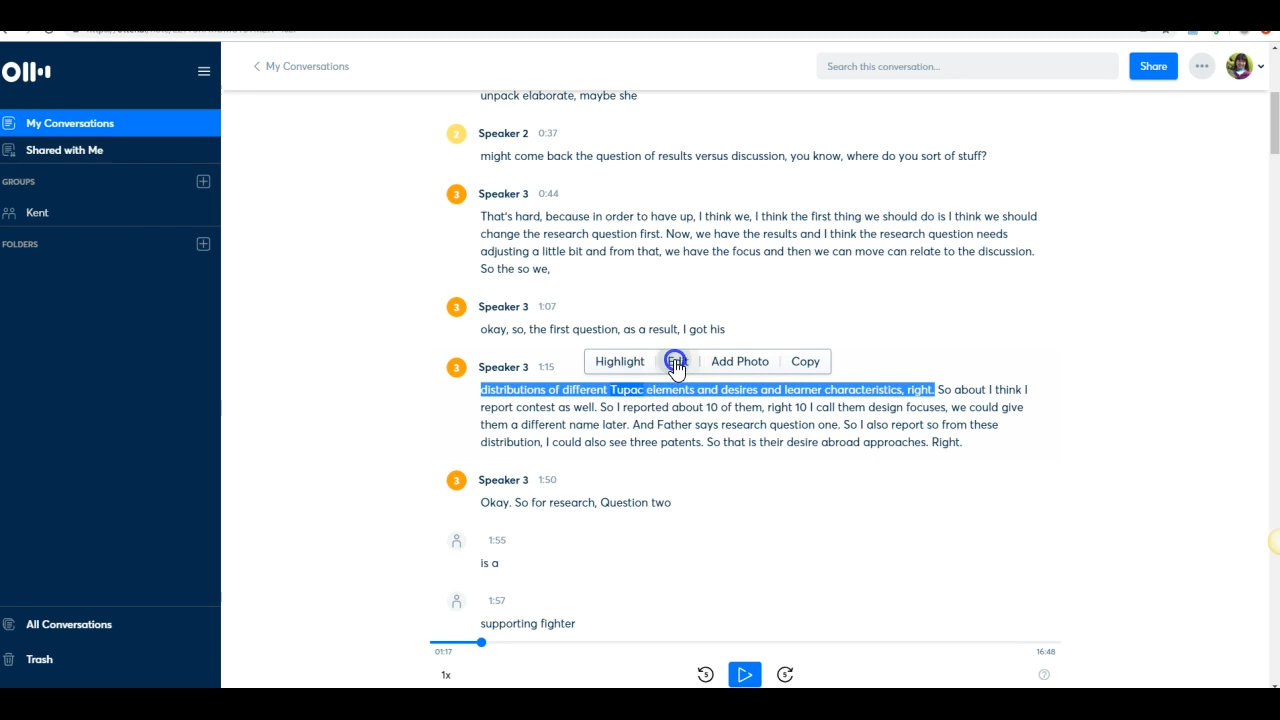 My Conversations
Search this conversation...
Share
My Conversations
Shared with Me
GROUPS
Kent
FOLDERS
All Conversations
Trash
unpack elaborate, maybe she
2 Speaker 2 0:37
might come back the question of results versus discussion, you know, where do you sort of stuff?
3 Speaker 3 0:44
That's hard, because in order to have up, I think we, I think the first thing we should do is I think we should
change the research question first. Now, we have the results and I think the research question needs
adjusting a little bit and from that, we have the focus and then we can move can relate to the discussion.
So the so we,
3 Speaker 3 1:07
okay, so, the first question, as a result, I got his
Highlight Edit Add Photo Copy
3 Speaker 3 1:15
distributions of different Tupac elements and desires and learner characteristics, right. So about I think I
report contest as well. So I reported about 10 of them, right 10 I call them design focuses, we could give
them a different name later. And Father says research question one. So I also report so from these
distribution, I could also see three patents. So that is their desire abroad approaches. Right.
3 Speaker 3 1:50
Okay. So for research, Question two
1:55
is a
1:57
supporting fighter
01:17 16:48
1x 5 5